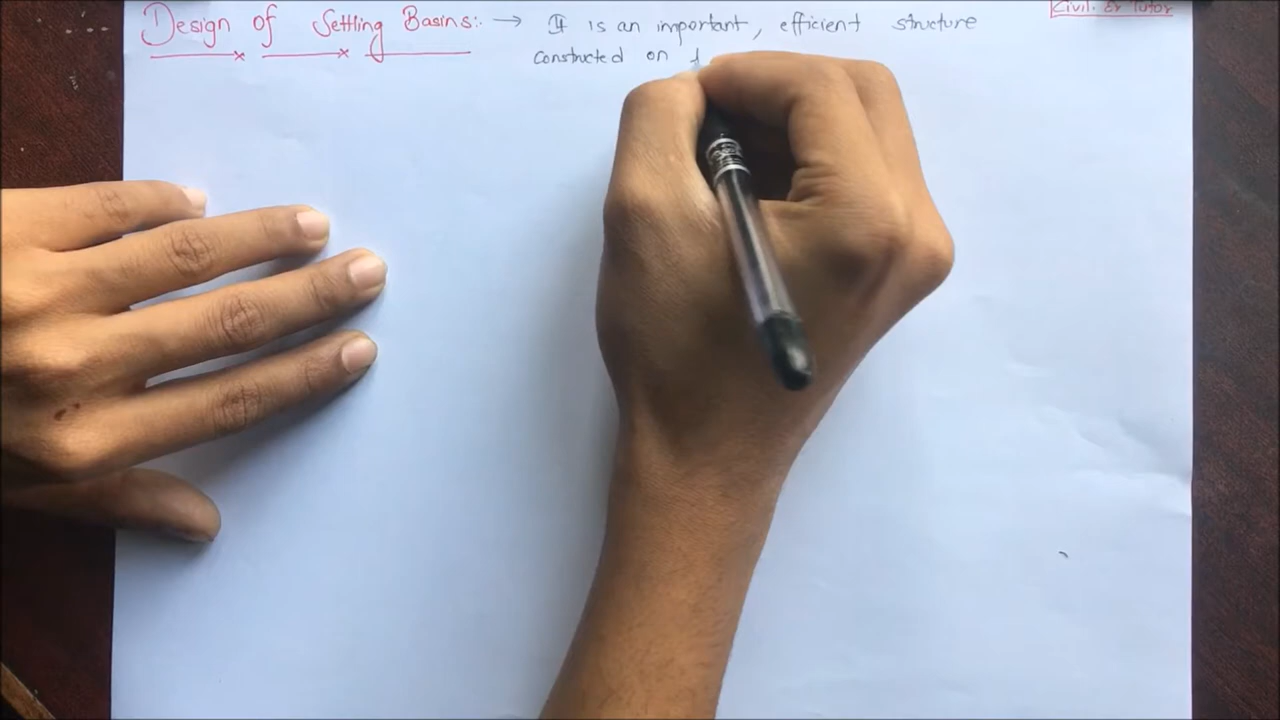 Design of Settling Basins:- → It is an important, efficient structure
constructed on
Civil. Er Tutor